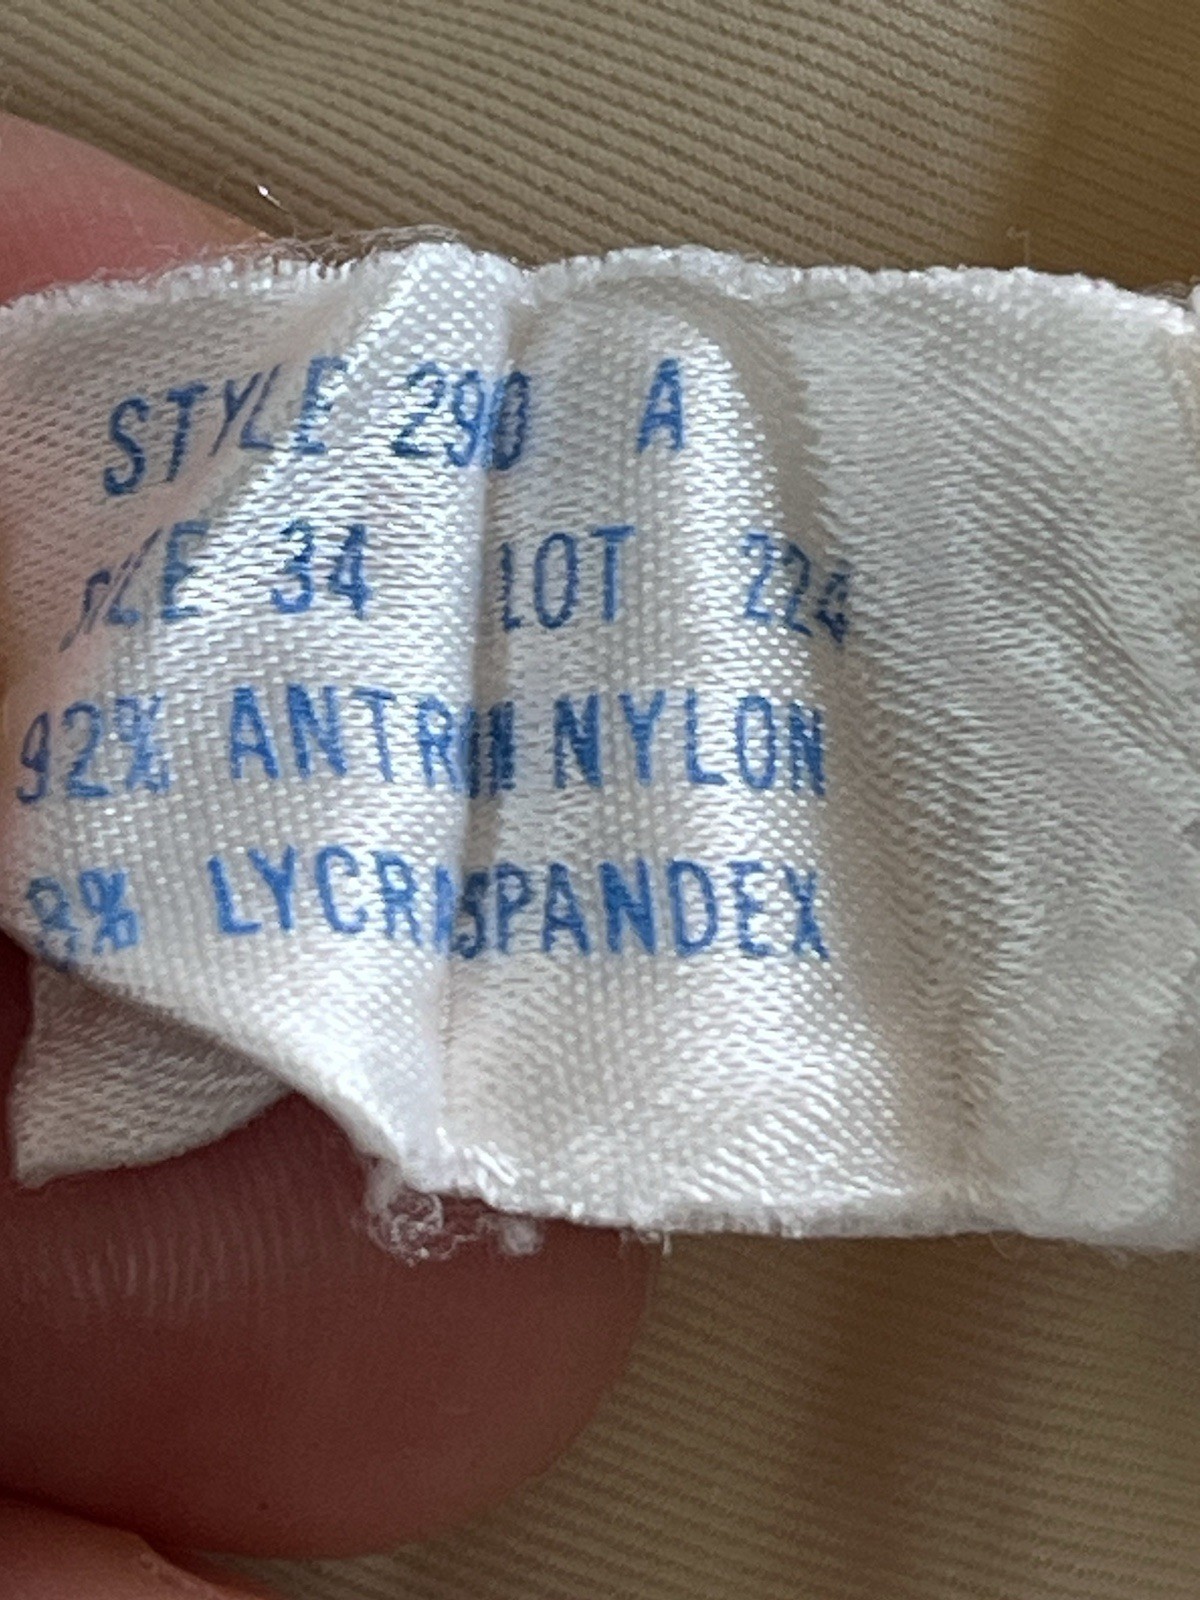 STYLE 290 A
SIZE 34 LOT 224
92% ANTRON NYLON
8% LYCRA SPANDEX